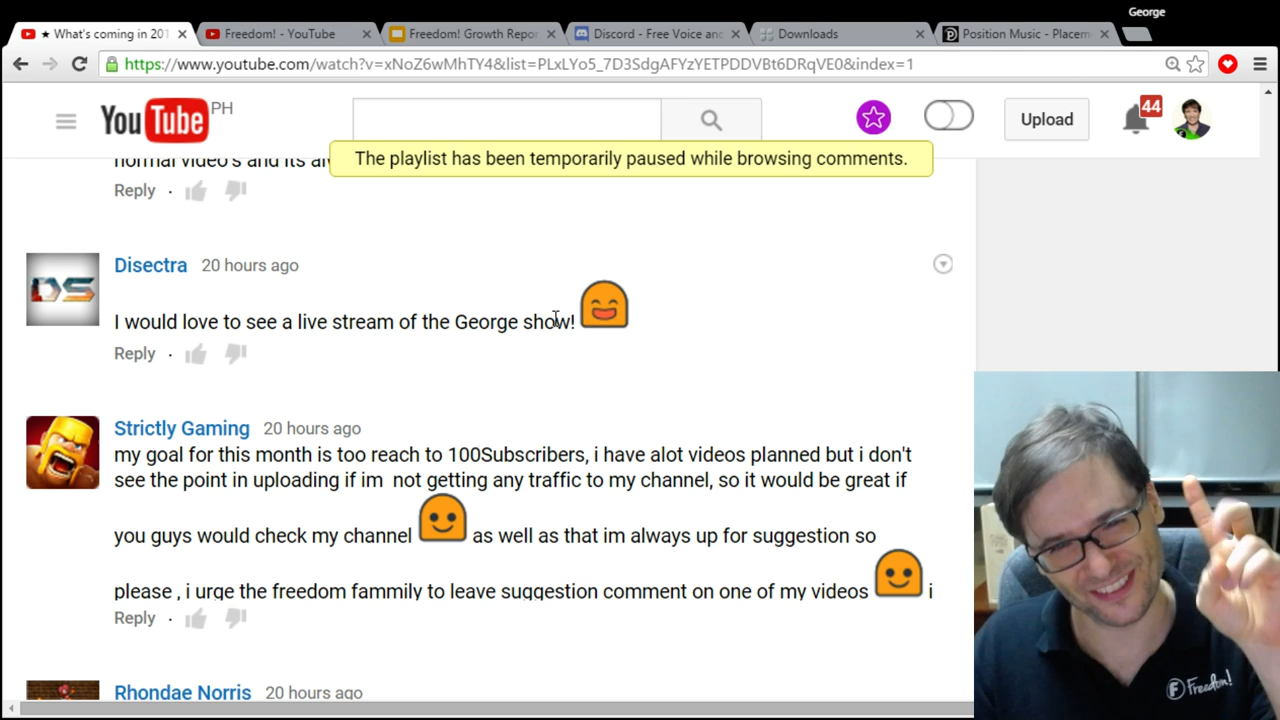 George
★ What's coming in 201
Freedom! - YouTube
Freedom! Growth Repor
Discord - Free Voice and
Downloads
Position Music - Placem
https://www.youtube.com/watch?v=xNoZ6wMhTY4&list=PLxLYo5_7D3SdgAFYzYETPDDVBt6DRqVE0&index=1
YouTube PH
Upload
44
The playlist has been temporarily paused while browsing comments.
normal video's and its
Reply ·
DS
Disectra 20 hours ago
I would love to see a live stream of the George show!
Reply ·
Strictly Gaming 20 hours ago
my goal for this month is too reach to 100Subscribers, i have alot videos planned but i don't
see the point in uploading if im not getting any traffic to my channel, so it would be great if
you guys would check my channel as well as that im always up for suggestion so
please , i urge the freedom fammily to leave suggestion comment on one of my videos i
Reply ·
Rhondae Norris 20 hours ago
F Freedom!